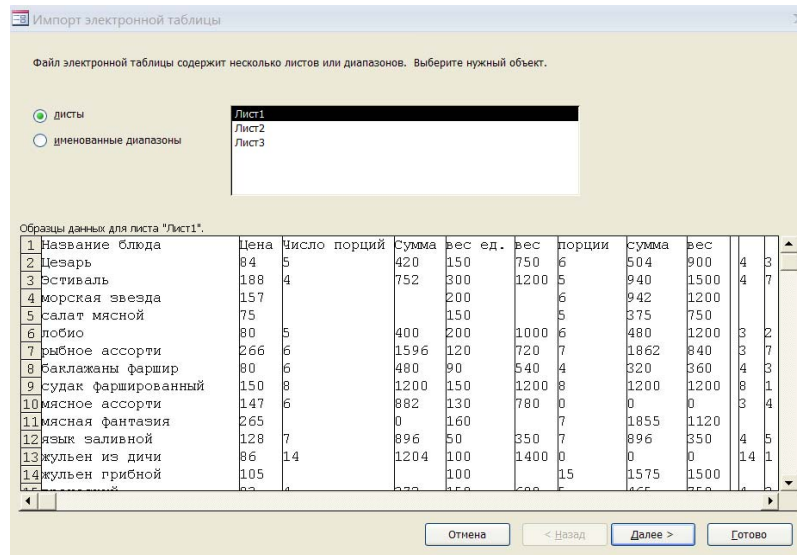 Импорт электронной таблицы
Файл электронной таблицы содержит несколько листов или диапазонов. Выберите нужный объект.
листы
именованные диапазоны
Лист1
Лист2
Лист3
Образцы данных для листа "Лист1".
1 Название блюда Цена Число порций Сумма вес ед. вес порции сумма вес
2 Цезарь 84 5 420 150 750 6 504 900 4 3
3 Эстиваль 188 4 752 300 1200 5 940 1500 4 7
4 морская звезда 157 200 6 942 1200
5 салат мясной 75 150 5 375 750
6 лобио 80 5 400 200 1000 6 480 1200 3 2
7 рыбное ассорти 266 6 1596 120 720 7 1862 840 3 7
8 баклажаны фаршир 80 6 480 90 540 4 320 360 4 3
9 судак фаршированный 150 8 1200 150 1200 8 1200 1200 8 1
10 мясное ассорти 147 6 882 130 780 0 0 0 3 4
11 мясная фантазия 265 0 160 7 1855 1120
12 язык заливной 128 7 896 50 350 7 896 350 4 5
13 жульен из дичи 86 14 1204 100 1400 0 0 0 14 1
14 жульен грибной 105 100 15 1575 1500
Отмена < Назад Далее > Готово